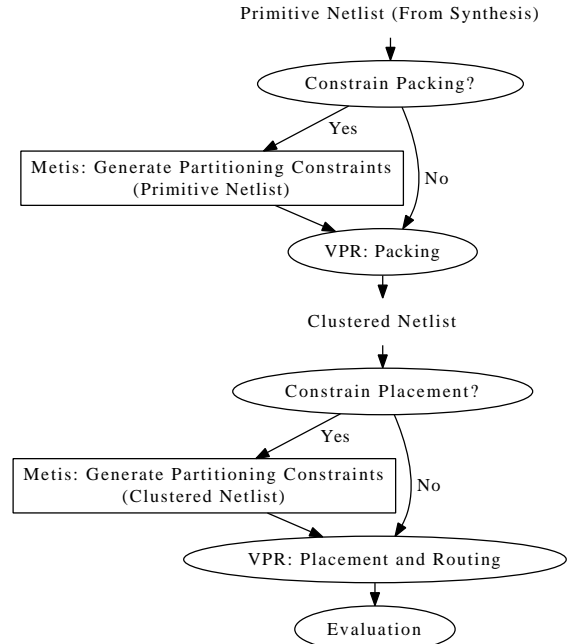 Primitive Netlist (From Synthesis)
Constrain Packing?
Yes
Metis: Generate Partitioning Constraints
(Primitive Netlist)
No
VPR: Packing
Clustered Netlist
Constrain Placement?
Yes
Metis: Generate Partitioning Constraints
(Clustered Netlist)
No
VPR: Placement and Routing
Evaluation